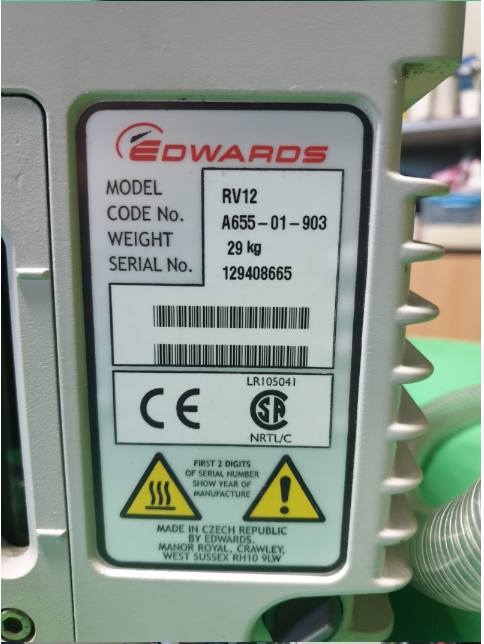 EDWARDS
MODEL RV12
CODE No. A655-01-903
WEIGHT 29 kg
SERIAL No. 129408665
LR105041
CE SA
NRTL/C
FIRST 2 DIGITS
OF SERIAL NUMBER
SHOW YEAR OF
MANUFACTURE
!
MADE IN CZECH REPUBLIC
BY EDWARDS,
MANOR ROYAL, CRAWLEY,
WEST SUSSEX RH10 9LW